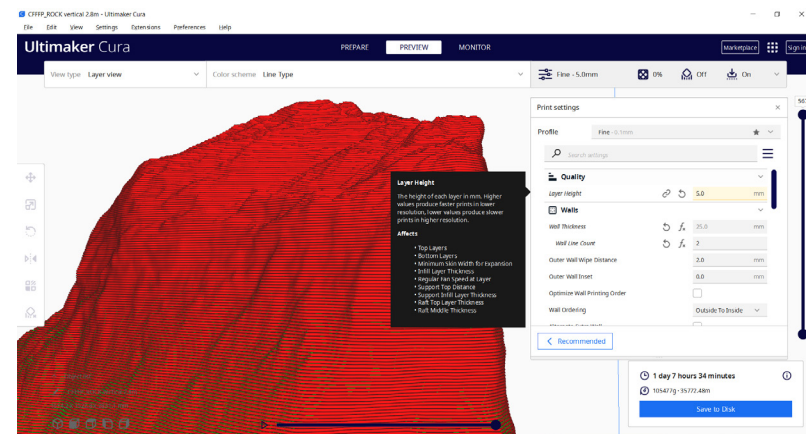 CFFFP_ROCK vertical 2.8m - Ultimaker Cura
File Edit View Settings Extensions Preferences Help
Ultimaker Cura
PREPARE PREVIEW MONITOR
Marketplace Sign in
View type Layer view
Color scheme Line Type
Fine - 5.0mm 0% Off On
Print settings
Profile Fine - 0.1mm
Search settings
Quality
Layer Height 5.0 mm
Walls
Wall Thickness 25.0 mm
Wall Line Count 2
Outer Wall Wipe Distance 2.0 mm
Outer Wall Inset 0.0 mm
Optimize Wall Printing Order
Wall Ordering Outside To Inside
Recommended
Layer Height
The height of each layer in mm. Higher
values produce faster prints in lower
resolution, lower values produce slower
prints in higher resolution.
Affects
• Top Layers
• Bottom Layers
• Minimum Skin Width for Expansion
• Infill Layer Thickness
• Regular Fan Speed at Layer
• Support Top Distance
• Support Infill Layer Thickness
• Raft Top Layer Thickness
• Raft Middle Thickness
1 day 7 hours 34 minutes
105477g · 35772.48m
Save to Disk